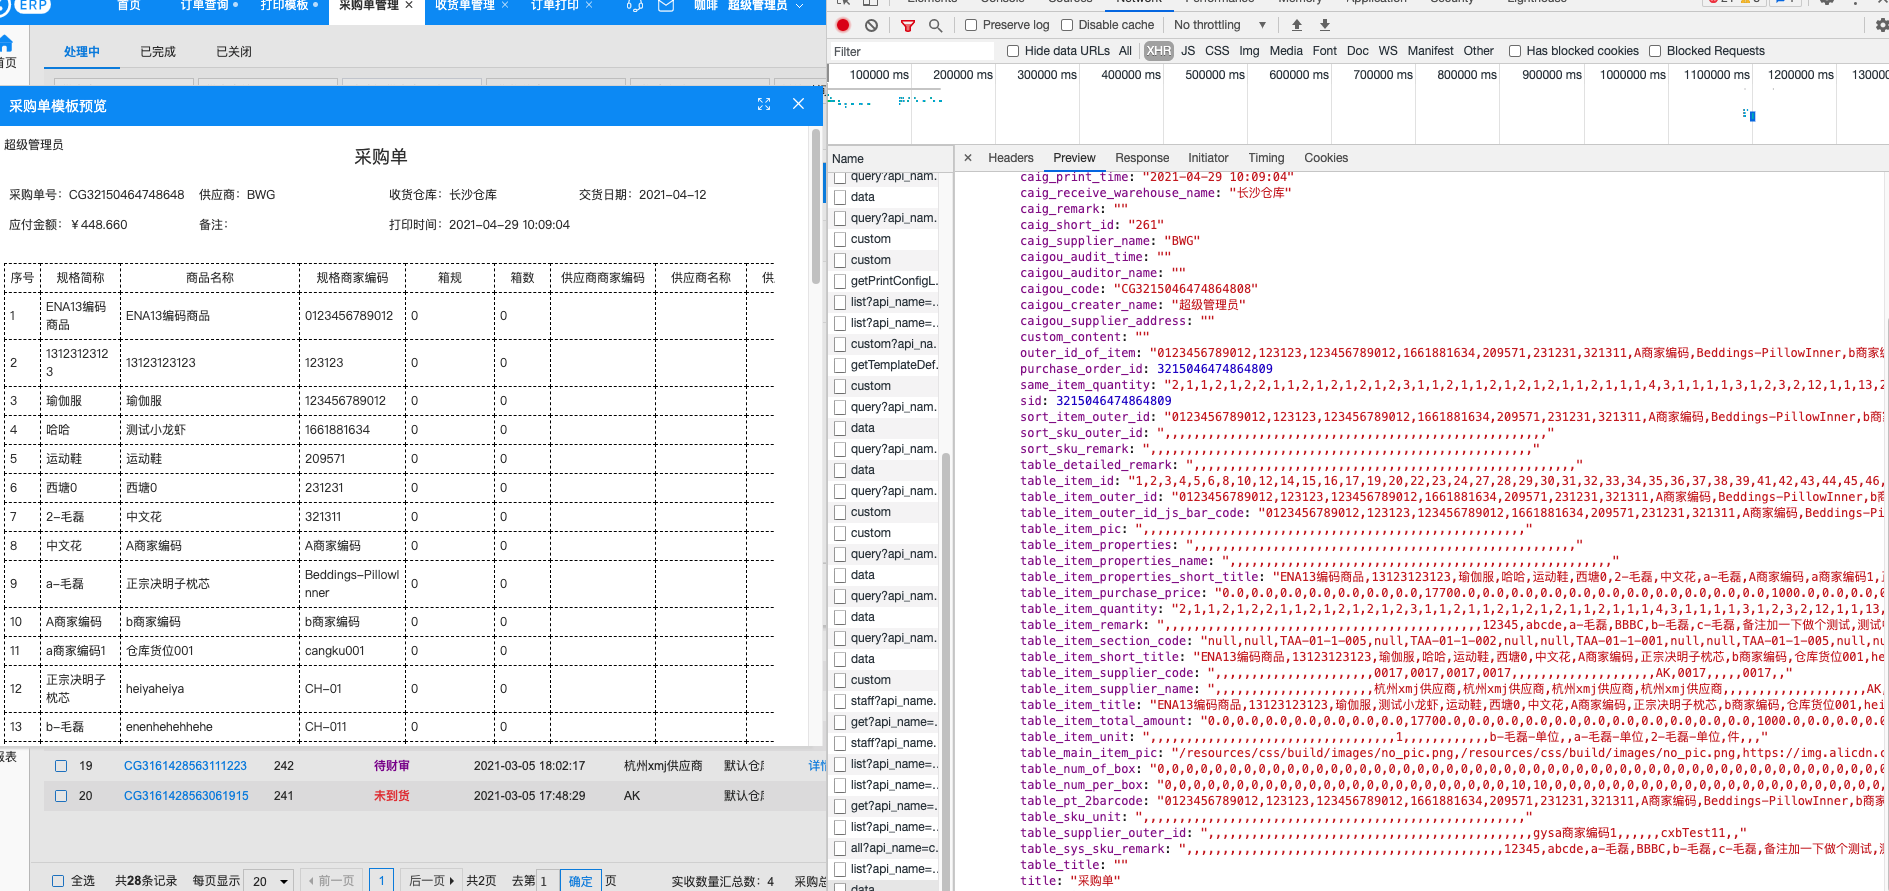 ERP
首页
订单查询
打印模板
采购单管理 ×
收货单管理 ×
订单打印 ×
咖啡 超级管理员
首页
处理中
已完成
已关闭
采购单模板预览
超级管理员
采购单
采购单号：CG32150464748648
供应商：BWG
收货仓库：长沙仓库
交货日期：2021-04-12
应付金额：￥448.660
备注：
打印时间：2021-04-29 10:09:04
序号 规格简称 商品名称 规格商家编码 箱规 箱数 供应商商家编码 供应商名称 供
1 ENA13编码商品 ENA13编码商品 0123456789012 0 0
2 13123123123 13123123123 123123 0 0
3 瑜伽服 瑜伽服 123456789012 0 0
4 哈哈 测试小龙虾 1661881634 0 0
5 运动鞋 运动鞋 209571 0 0
6 西塘0 西塘0 231231 0 0
7 2-毛磊 中文花 321311 0 0
8 中文花 A商家编码 A商家编码 0 0
9 a-毛磊 正宗决明子枕芯 Beddings-PillowInner 0 0
10 A商家编码 b商家编码 b商家编码 0 0
11 a商家编码1 仓库货位001 cangku001 0 0
12 正宗决明子枕芯 heiyaheiya CH-01 0 0
13 b-毛磊 enenhehehhehe CH-011 0 0
报表
19 CG3161428563111223 242 待财审 2021-03-05 18:02:17 杭州xmj供应商 默认仓库 详情
20 CG3161428563061915 241 未到货 2021-03-05 17:48:29 AK 默认仓库
全选 共28条记录 每页显示 20 前一页 1 后一页 共2页 去第 1 确定 页 实收数量汇总数：4 采购总
Elements Console Sources Network Performance Memory Application Security Lighthouse
Preserve log
Disable cache
No throttling
Filter
Hide data URLs
All XHR JS CSS Img Media Font Doc WS Manifest Other
Has blocked cookies
Blocked Requests
100000 ms 200000 ms 300000 ms 400000 ms 500000 ms 600000 ms 700000 ms 800000 ms 900000 ms 1000000 ms 1100000 ms 1200000 ms 130000
Name
× Headers Preview Response Initiator Timing Cookies
query?api_nam.
data
query?api_nam.
custom
custom
getPrintConfigL.
list?api_name=..
list?api_name=..
custom?api_na.
getTemplateDef.
custom
query?api_nam.
data
query?api_nam.
data
query?api_nam.
custom
custom
query?api_nam.
data
query?api_nam.
data
query?api_nam.
data
custom
staff?api_name.
get?api_name=..
staff?api_name.
list?api_name=..
list?api_name=..
get?api_name=..
list?api_name=..
all?api_name=c.
list?api_name=..
data
caig_print_time: "2021-04-29 10:09:04"
caig_receive_warehouse_name: "长沙仓库"
caig_remark: ""
caig_short_id: "261"
caig_supplier_name: "BWG"
caigou_audit_time: ""
caigou_auditor_name: ""
caigou_code: "CG3215046474864808"
caigou_creater_name: "超级管理员"
caigou_supplier_address: ""
custom_content: ""
outer_id_of_item: "0123456789012,123123,123456789012,1661881634,209571,231231,321311,A商家编码,Beddings-PillowInner,b商家编
purchase_order_id: 3215046474864809
same_item_quantity: "2,1,1,2,1,2,2,1,1,2,1,2,1,2,1,2,3,1,1,2,1,1,2,1,2,1,2,1,1,2,1,1,1,4,3,1,1,1,1,3,1,2,3,2,12,1,1,13,2
sid: 3215046474864809
sort_item_outer_id: "0123456789012,123123,123456789012,1661881634,209571,231231,321311,A商家编码,Beddings-PillowInner,b商
sort_sku_outer_id: ",,,,,,,,,,,,,,,,,,,,,,,,,,,,,,,,,,,,,,,,,,,,,,,,,,,,,"
sort_sku_remark: ",,,,,,,,,,,,,,,,,,,,,,,,,,,,,,,,,,,,,,,,,,,,,,,,,,,,,"
table_detailed_remark: ",,,,,,,,,,,,,,,,,,,,,,,,,,,,,,,,,,,,,,,,,,,,,,,,,,,,,"
table_item_id: "1,2,3,4,5,6,8,10,12,14,15,16,17,19,20,22,23,24,27,28,29,30,31,32,33,34,35,36,37,38,39,41,42,43,44,45,46,
table_item_outer_id: "0123456789012,123123,123456789012,1661881634,209571,231231,321311,A商家编码,Beddings-PillowInner,b商
table_item_outer_id_js_bar_code: "0123456789012,123123,123456789012,1661881634,209571,231231,321311,A商家编码,Beddings-Pi
table_item_pic: ",,,,,,,,,,,,,,,,,,,,,,,,,,,,,,,,,,,,,,,,,,,,,,,,,,,,,"
table_item_properties: ",,,,,,,,,,,,,,,,,,,,,,,,,,,,,,,,,,,,,,,,,,,,,,,,,,,,,"
table_item_properties_name: ",,,,,,,,,,,,,,,,,,,,,,,,,,,,,,,,,,,,,,,,,,,,,,,,,,,,,"
table_item_properties_short_title: "ENA13编码商品,13123123123,瑜伽服,哈哈,运动鞋,西塘0,2-毛磊,中文花,a-毛磊,A商家编码,a商家编码1,正
table_item_purchase_price: "0.0,0.0,0.0,0.0,0.0,0.0,0.0,17700.0,0.0,0.0,0.0,0.0,0.0,0.0,0.0,0.0,0.0,0.0,0.0,1000.0,0.0,0.0
table_item_quantity: "2,1,1,2,1,2,2,1,1,2,1,2,1,2,1,2,3,1,1,2,1,1,2,1,2,1,2,1,1,2,1,1,1,4,3,1,1,1,1,3,1,2,3,2,12,1,1,13,
table_item_remark: ",,,,,,,,,,,,,,,,,,,,,,,,,,,,,,,,,,,,,,,,,,,,12345,abcde,a-毛磊,BBBC,b-毛磊,c-毛磊,备注加一下做个测试,测试
table_item_section_code: "null,null,TAA-01-1-005,null,TAA-01-1-002,null,null,TAA-01-1-001,null,null,TAA-01-1-005,null,nu
table_item_short_title: "ENA13编码商品,13123123123,瑜伽服,哈哈,运动鞋,西塘0,中文花,A商家编码,正宗决明子枕芯,b商家编码,仓库货位001,he
table_item_supplier_code: ",,,,,,,,,,,,,,,,,,,,,,0017,0017,0017,0017,,,,,,,,,,,,,,,,,,,,AK,0017,,,,,0017,,"
table_item_supplier_name: ",,,,,,,,,,,,,,,,,,,,,,杭州xmj供应商,杭州xmj供应商,杭州xmj供应商,杭州xmj供应商,,,,,,,,,,,,,,,,,,,,AK,
table_item_title: "ENA13编码商品,13123123123,瑜伽服,测试小龙虾,运动鞋,西塘0,中文花,A商家编码,正宗决明子枕芯,b商家编码,仓库货位001,hei
table_item_total_amount: "0.0,0.0,0.0,0.0,0.0,0.0,0.0,17700.0,0.0,0.0,0.0,0.0,0.0,0.0,0.0,0.0,0.0,0.0,0.0,1000.0,0.0,0.0
table_item_unit: ",,,,,,,,,,,,,,,,,,,,,,,,,,,,,1,,,,,,,,,,,,b-毛磊-单位,,a-毛磊-单位,2-毛磊-单位,件,,,"
table_main_item_pic: "/resources/css/build/images/no_pic.png,/resources/css/build/images/no_pic.png,https://img.alicdn.c
table_num_of_box: "0,0,0,0,0,0,0,0,0,0,0,0,0,0,0,0,0,0,0,0,0,0,0,0,0,0,0,0,0,0,0,0,0,0,0,0,0,0,0,0,0,0,0,0,0,0,0,0,0,0
table_num_per_box: "0,0,0,0,0,0,0,0,0,0,0,0,0,0,0,0,0,0,0,0,0,0,0,0,10,10,0,0,0,0,0,0,0,0,0,0,0,0,0,0,0,0,0,0,0,0,0,0
table_pt_2barcode: "0123456789012,123123,123456789012,1661881634,209571,231231,321311,A商家编码,Beddings-PillowInner,b商家
table_sku_unit: ",,,,,,,,,,,,,,,,,,,,,,,,,,,,,,,,,,,,,,,,,,,,,,,,,,,,,"
table_supplier_outer_id: ",,,,,,,,,,,,,,,,,,,,,,,,,,,,,,,,,,,,,,,,,,,,,gysa商家编码1,,,,,,cxbTest11,,"
table_sys_sku_remark: ",,,,,,,,,,,,,,,,,,,,,,,,,,,,,,,,,,,,,,,,,,,,12345,abcde,a-毛磊,BBBC,b-毛磊,c-毛磊,备注加一下做个测试,测
table_title: ""
title: "采购单"